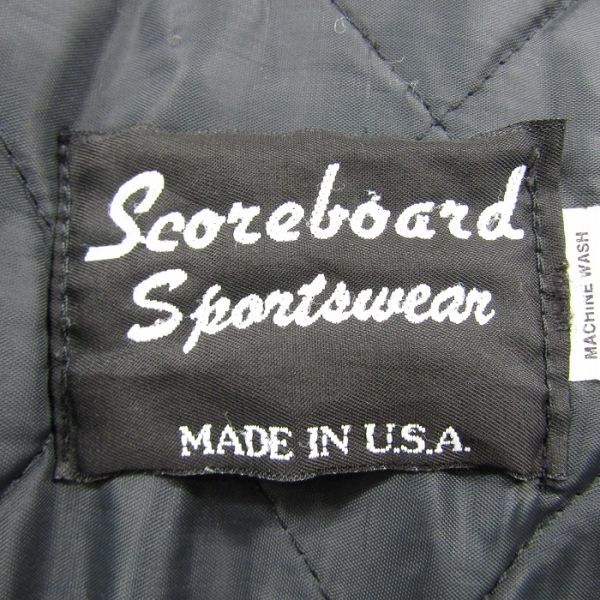 Scoreboard
Sportswear
MADE IN U.S.A.
MACHINE WASH